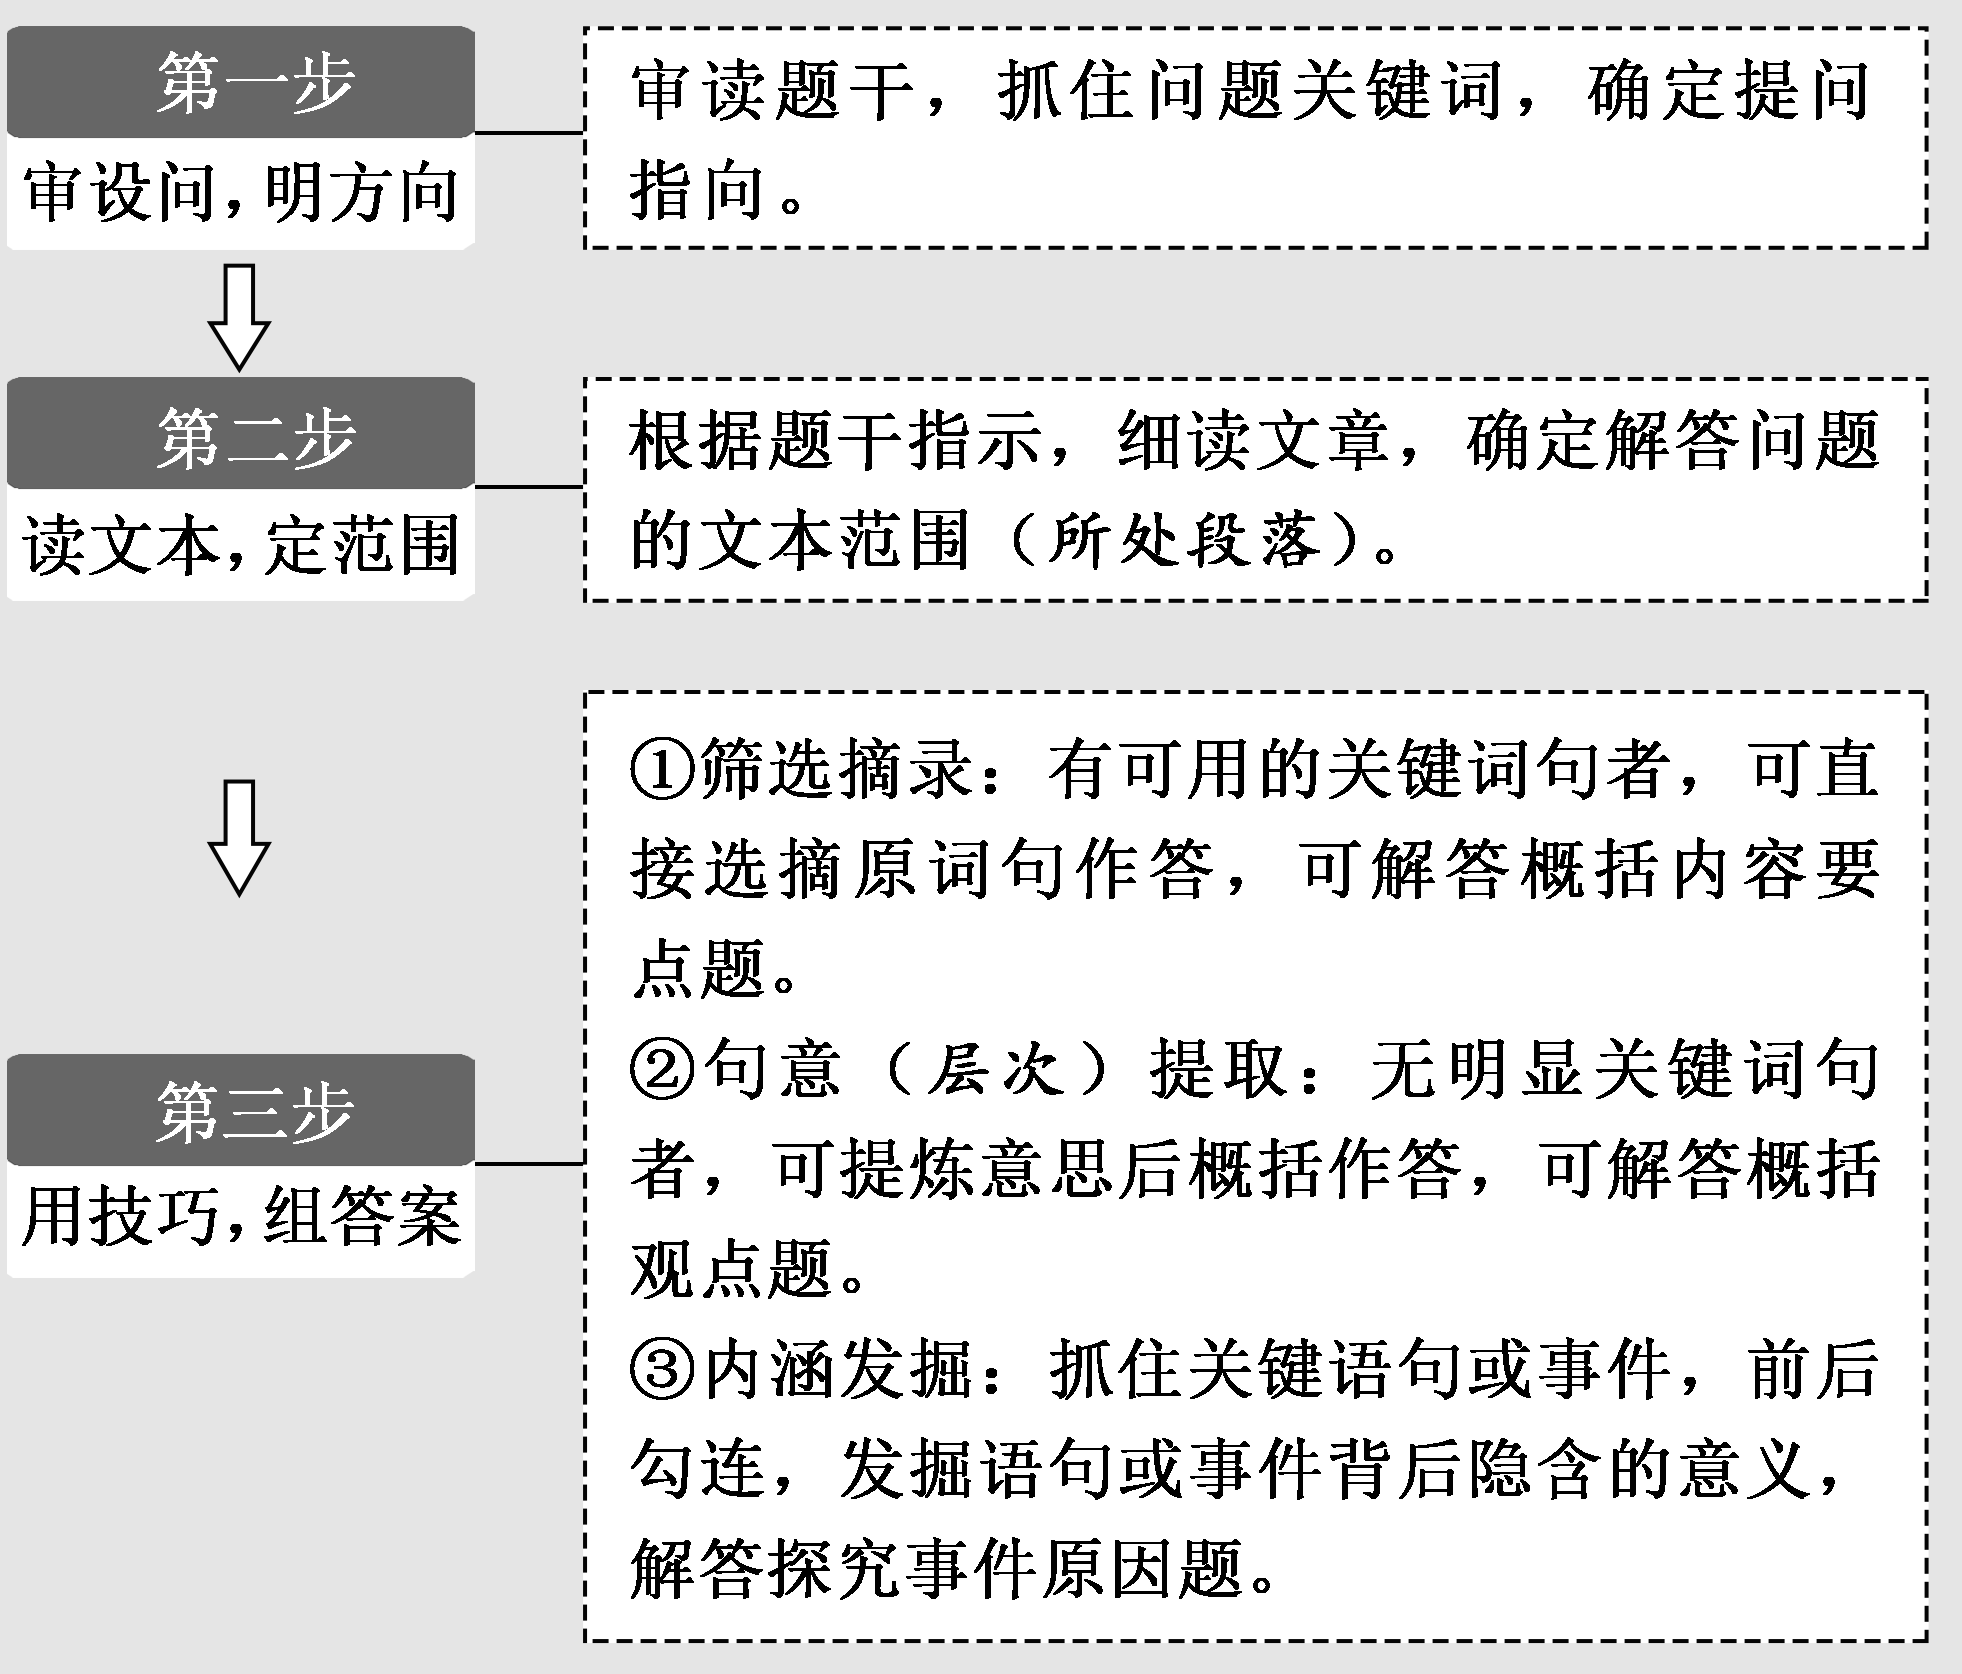 第一步
审设问，明方向
审读题干，抓住问题关键词，确定提问
指向。
第二步
读文本，定范围
根据题干指示，细读文章，确定解答问题
的文本范围（所处段落）。
第三步
用技巧，组答案
①筛选摘录：有可用的关键词句者，可直
接选摘原词句作答，可解答概括内容要
点题。
②句意（层次）提取：无明显关键词句
者，可提炼意思后概括作答，可解答概括
观点题。
③内涵发掘：抓住关键语句或事件，前后
勾连，发掘语句或事件背后隐含的意义，
解答探究事件原因题。